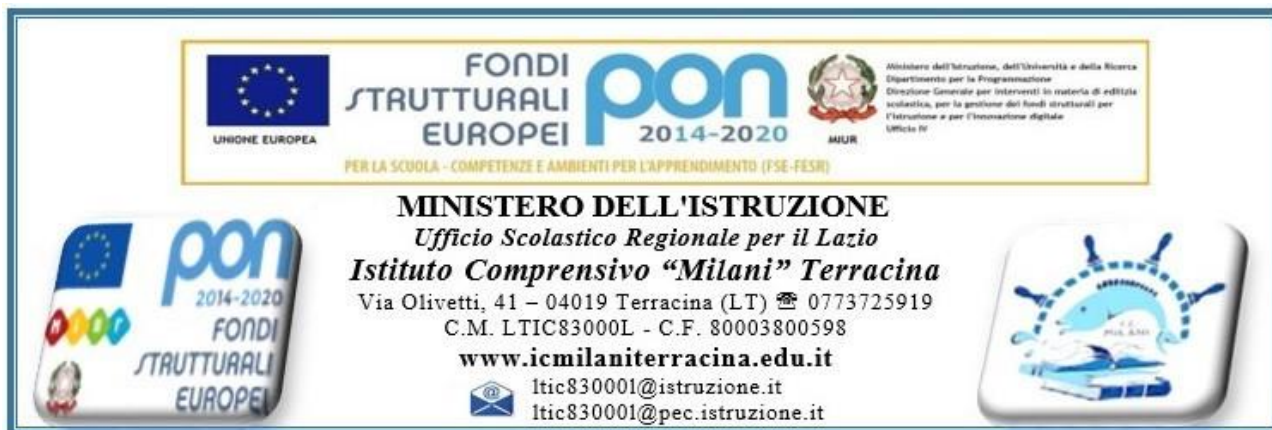 UNIONE EUROPEA
FONDI
STRUTTURALI
EUROPEI
pon
2014-2020
MIUR
Ministero dell'Istruzione, dell'Università e della Ricerca
Dipartimento per la Programmazione
Direzione Generale per interventi in materia di edilizia
scolastica, per la gestione dei fondi strutturali per
l'istruzione e per l'innovazione digitale
Ufficio IV
PER LA SCUOLA - COMPETENZE E AMBIENTI PER L'APPRENDIMENTO (FSE-FESR)
MINISTERO DELL'ISTRUZIONE
Ufficio Scolastico Regionale per il Lazio
Istituto Comprensivo “Milani” Terracina
Via Olivetti, 41 – 04019 Terracina (LT) ☎ 0773725919
C.M. LTIC83000L - C.F. 80003800598
www.icmilaniterracina.edu.it
ltic830001@istruzione.it
ltic830001@pec.istruzione.it
pon
2014-2020
MIUR
FONDI
STRUTTURALI
EUROPEI
I.C.
MILANI